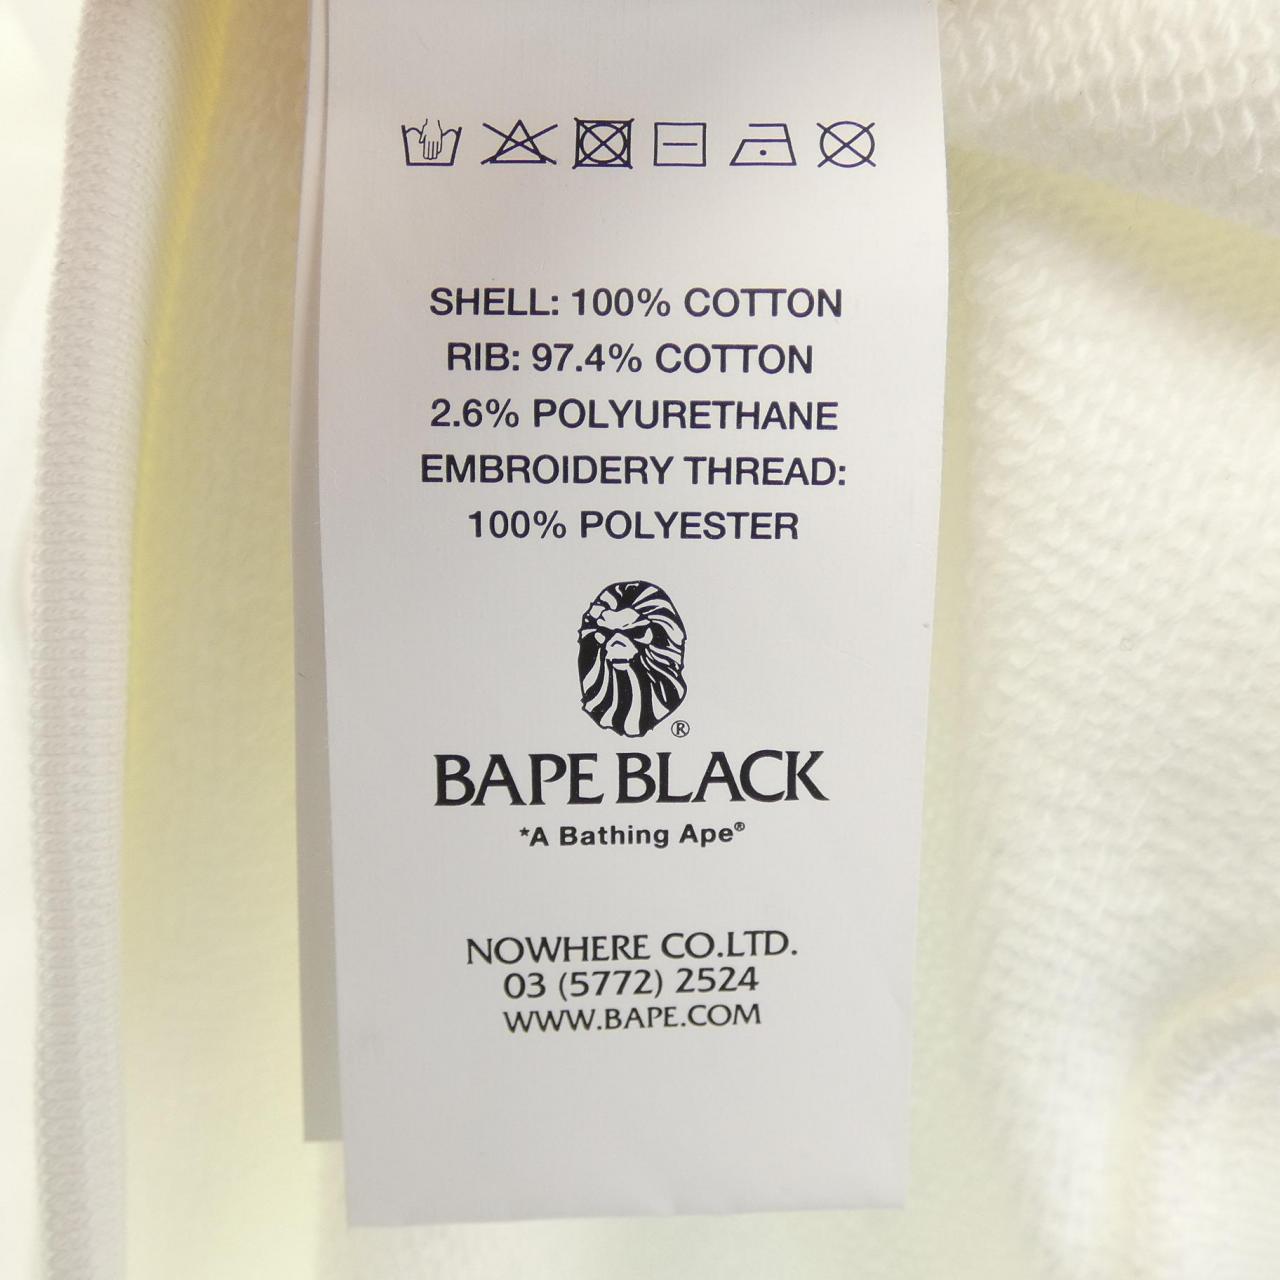 SHELL: 100% COTTON
RIB: 97.4% COTTON
2.6% POLYURETHANE
EMBROIDERY THREAD:
100% POLYESTER
®
BAPE BLACK
*A Bathing Ape®
NOWHERE CO.LTD.
03 (5772) 2524
WWW.BAPE.COM